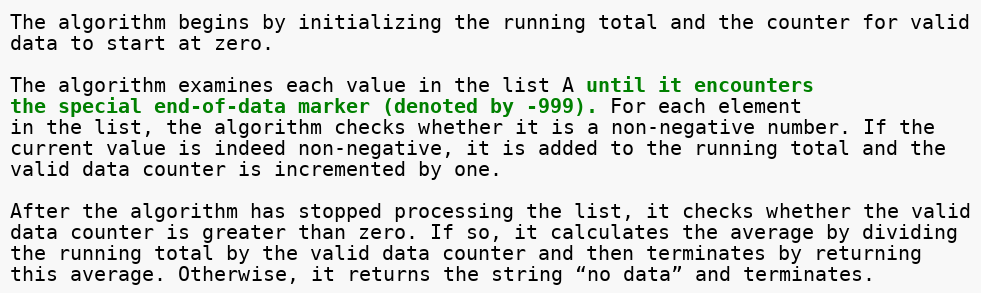 The algorithm begins by initializing the running total and the counter for valid
data to start at zero.
The algorithm examines each value in the list A until it encounters
the special end-of-data marker (denoted by -999). For each element
in the list, the algorithm checks whether it is a non-negative number. If the
current value is indeed non-negative, it is added to the running total and the
valid data counter is incremented by one.
After the algorithm has stopped processing the list, it checks whether the valid
data counter is greater than zero. If so, it calculates the average by dividing
the running total by the valid data counter and then terminates by returning
this average. Otherwise, it returns the string “no data” and terminates.